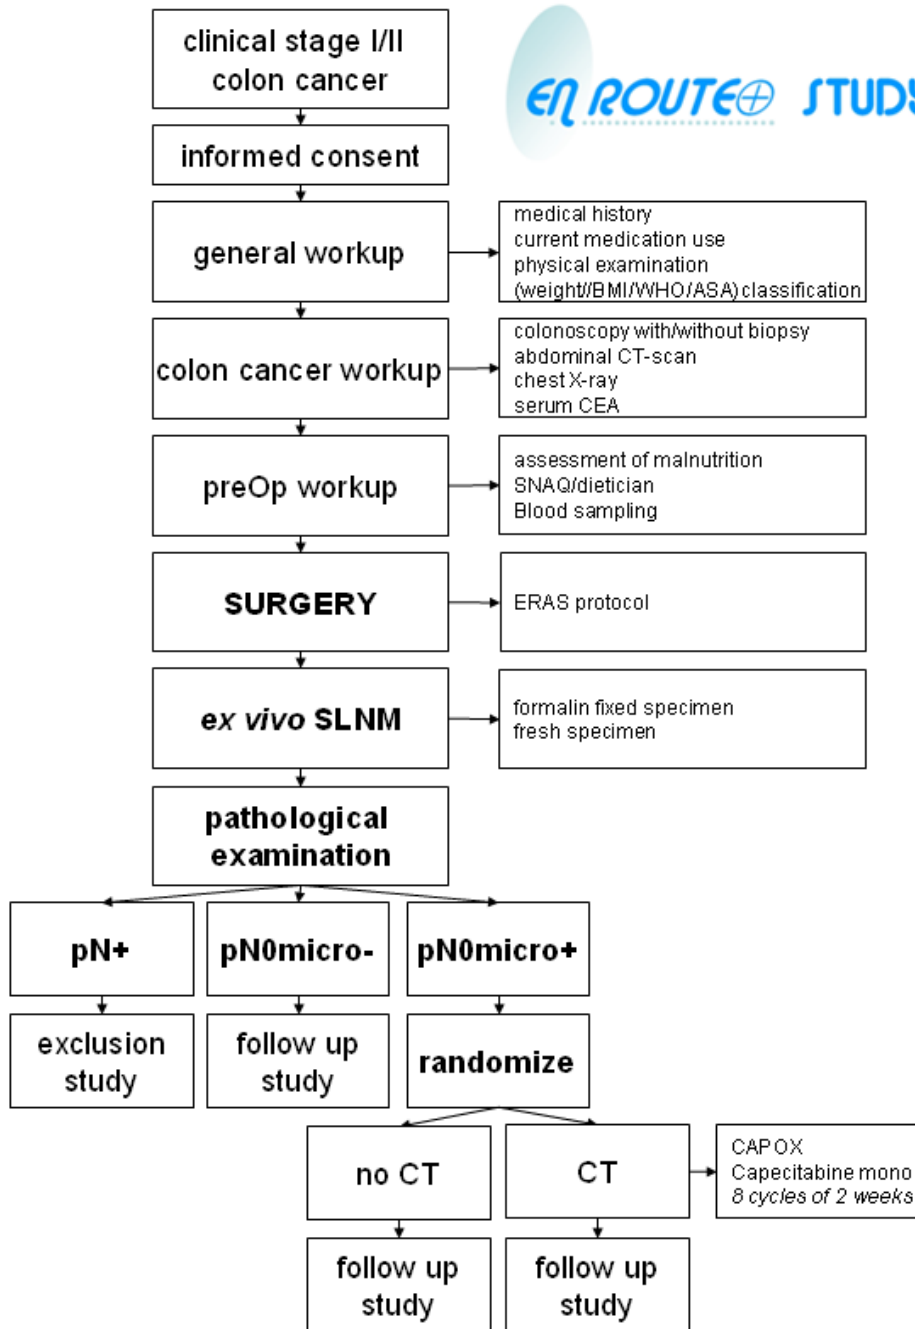 clinical stage I/II
colon cancer
EN ROUTE⊕ STUDY
informed consent
general workup
medical history
current medication use
physical examination
(weight//BMI/WHO/ASA) classification
colon cancer workup
colonoscopy with/without biopsy
abdominal CT-scan
chest X-ray
serum CEA
preOp workup
assessment of malnutrition
SNAQ/dietician
Blood sampling
SURGERY
ERAS protocol
ex vivo SLNM
formalin fixed specimen
fresh specimen
pathological
examination
pN+
pN0micro-
pN0micro+
exclusion
study
follow up
study
randomize
no CT
CT
CAPOX
Capecitabine mono
8 cycles of 2 weeks
follow up
study
follow up
study